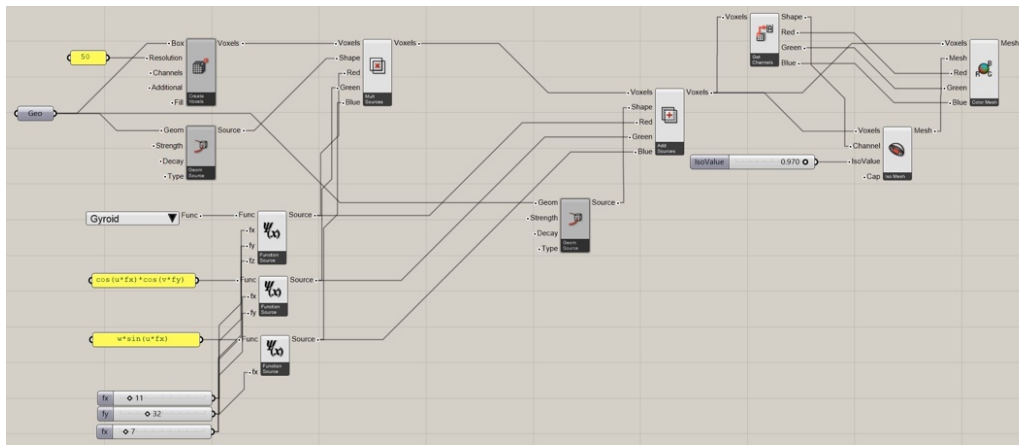 50
Box
Resolution
Channels
Additional
Fill
Voxels
Create Voxels
Geo
Geom
Strength
Decay
Type
Source
Geom Source
Voxels
Shape
Red
Green
Blue
Voxels
Mult Sources
Gyroid
Func
Func
fx
fy
fz
Source
Function Source
cos(u*fx)*cos(v*fy)
Func
fx
fy
Source
Function Source
w*sin(u*fx)
Func
fx
Source
Function Source
fx 11
fy 32
fx 7
Geom
Strength
Decay
Type
Source
Geom Source
Voxels
Shape
Red
Green
Blue
Voxels
Add Sources
IsoValue 0.970
Voxels
Shape
Red
Green
Blue
Get Channels
Voxels
Channel
IsoValue
Cap
Mesh
Iso Mesh
Voxels
Mesh
Red
Green
Blue
Mesh
Color Mesh